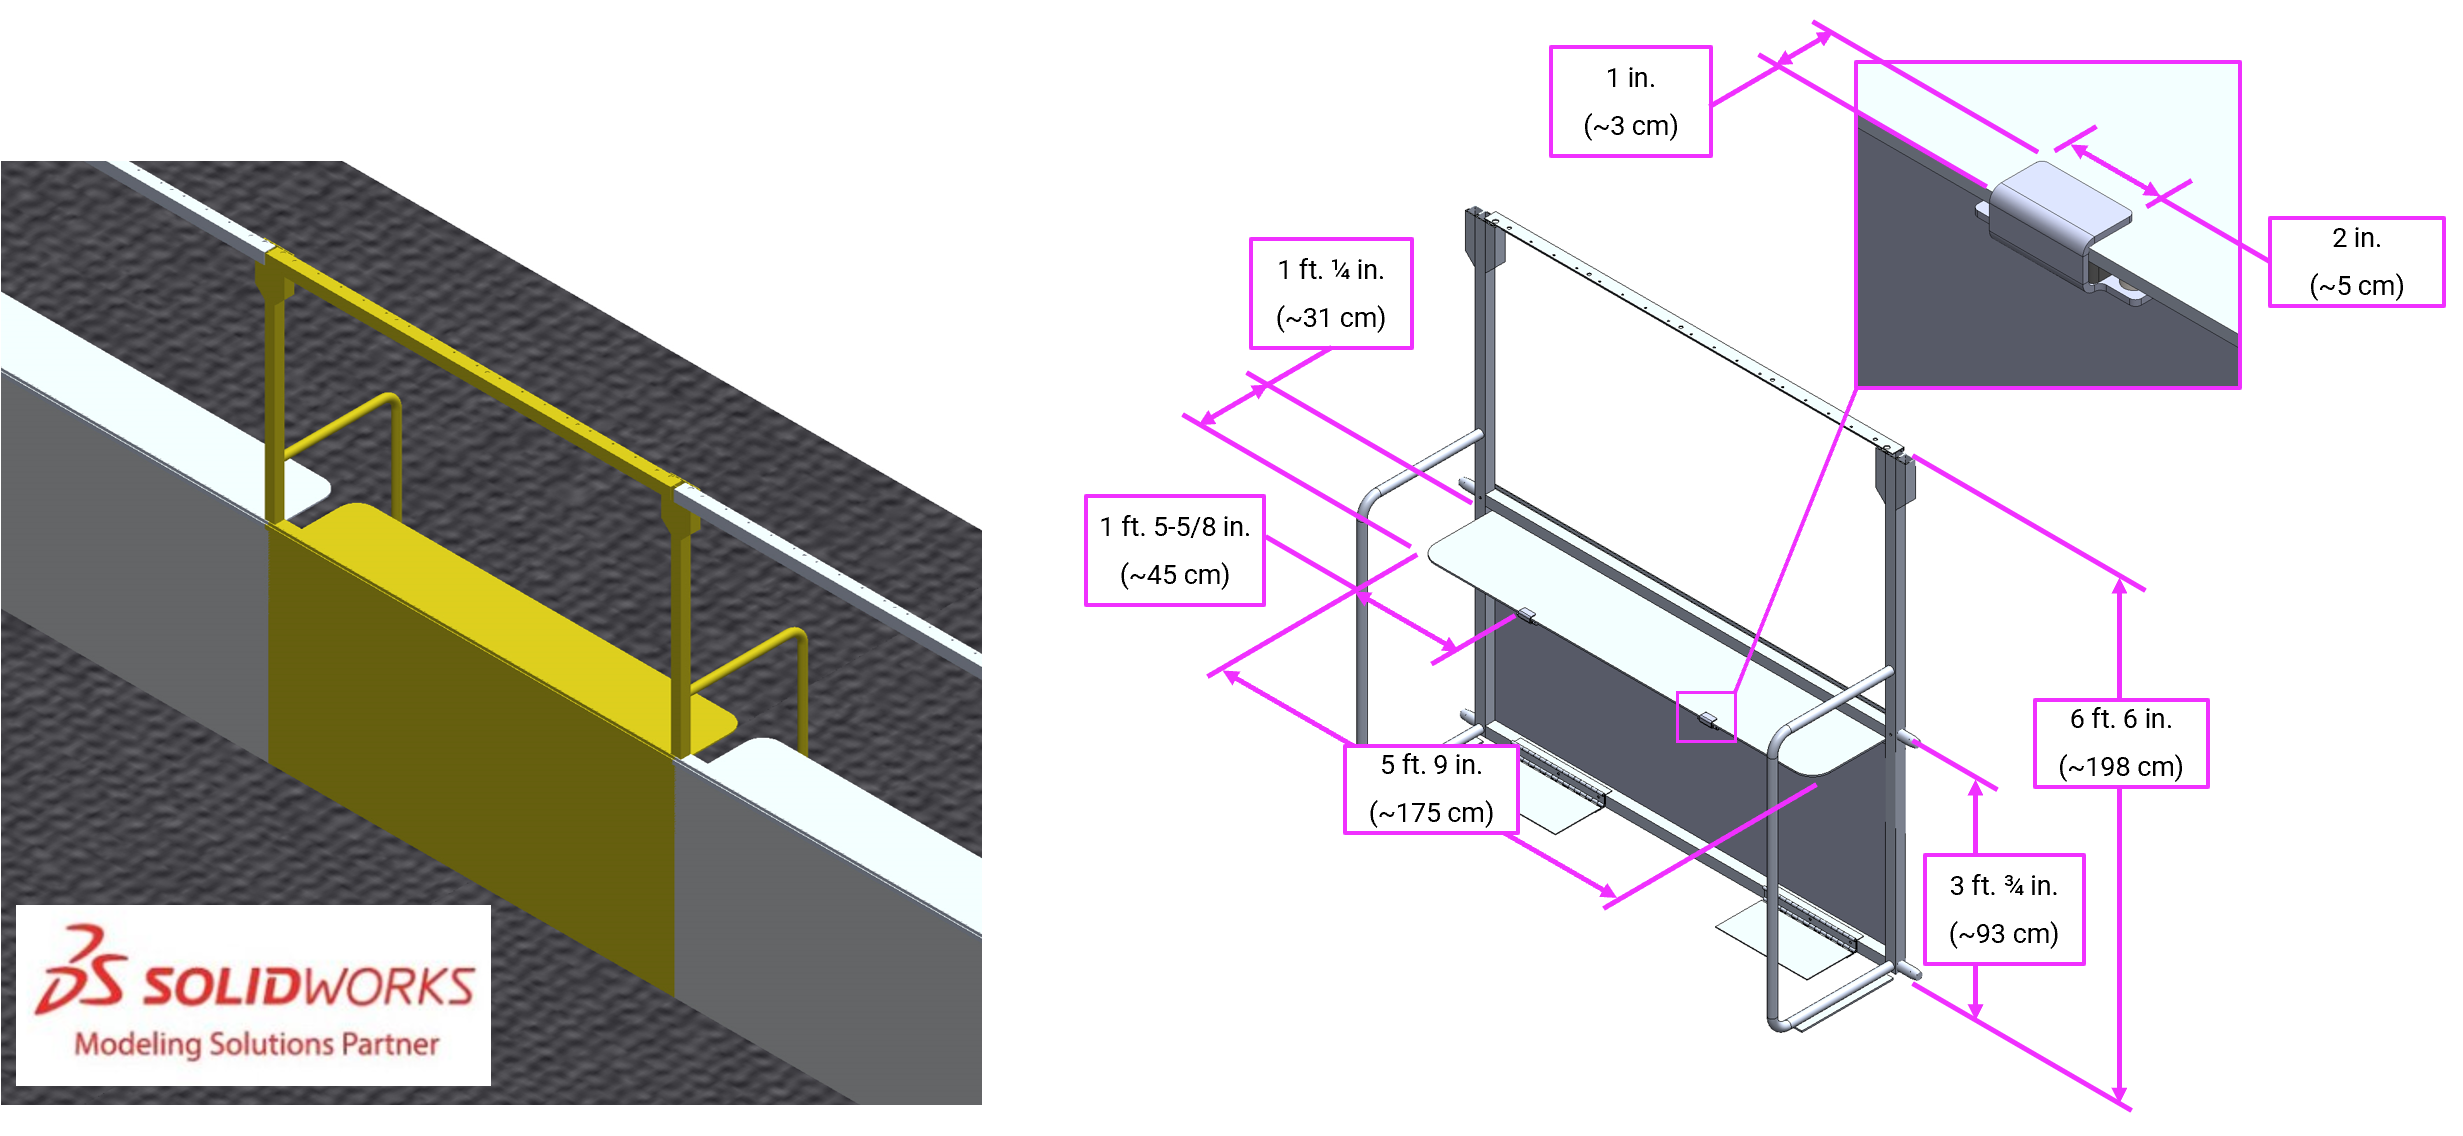 1 in.
(~3 cm)
2 in.
(~5 cm)
1 ft. ¼ in.
(~31 cm)
1 ft. 5-5/8 in.
(~45 cm)
5 ft. 9 in.
(~175 cm)
6 ft. 6 in.
(~198 cm)
3 ft. ¾ in.
(~93 cm)
SOLIDWORKS
Modeling Solutions Partner